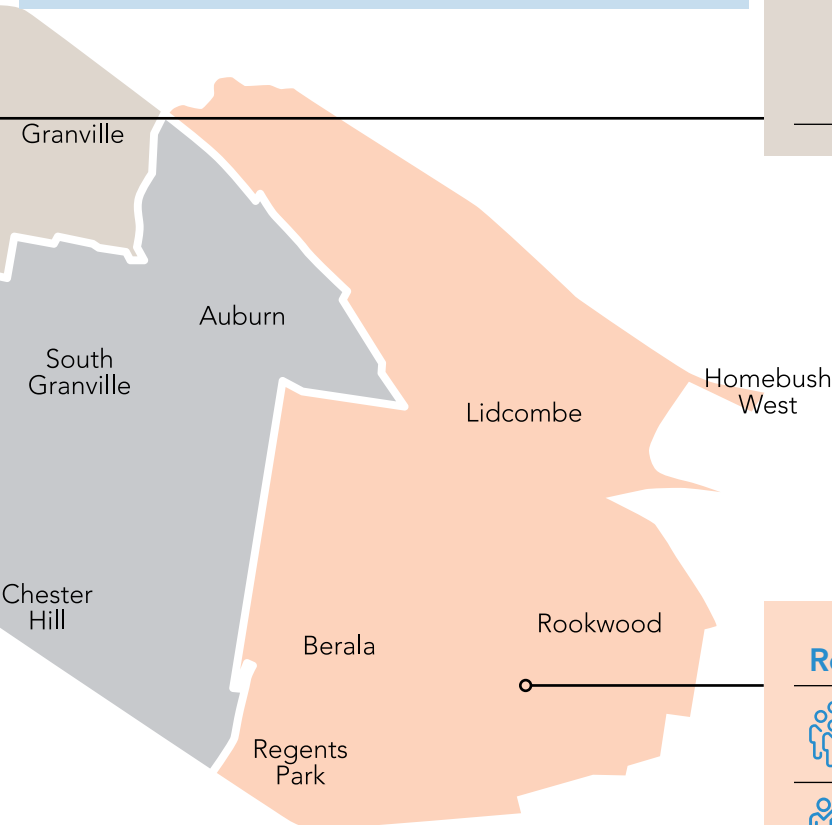 Granville
Auburn
South
Granville
Homebush
West
Lidcombe
Chester
Hill
Rookwood
Berala
Regents
Park